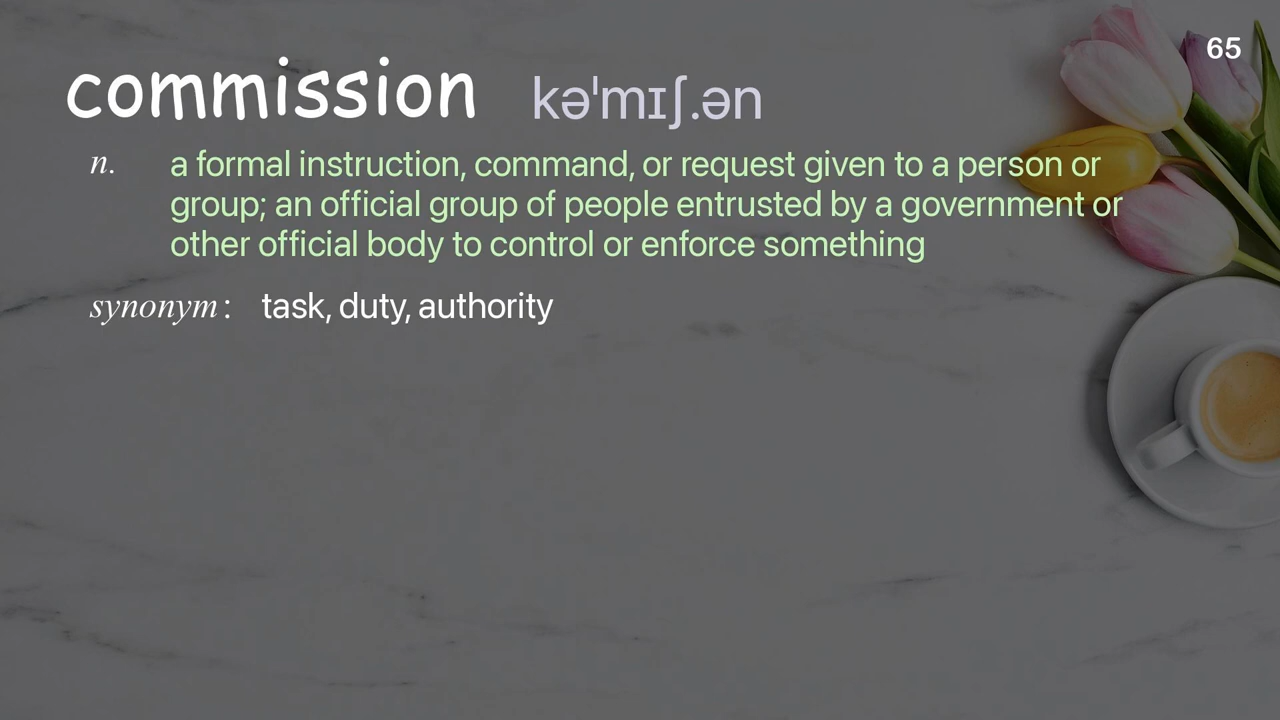 65
commission kəˈmɪʃ.ən
n. a formal instruction, command, or request given to a person or
group; an official group of people entrusted by a government or
other official body to control or enforce something
synonym: task, duty, authority